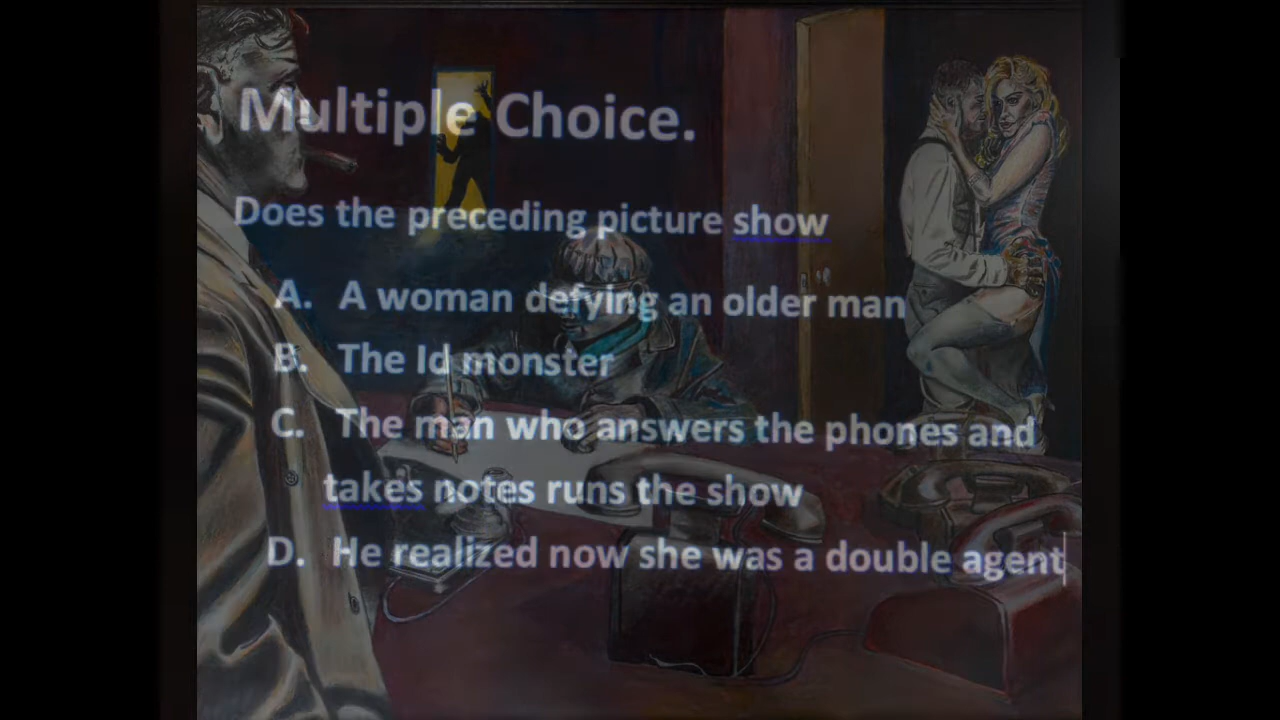 Multiple Choice.
Does the preceding picture show
A. A woman defying an older man
B. The Id monster
C. The man who answers the phones and
takes notes runs the show
D. He realized now she was a double agent